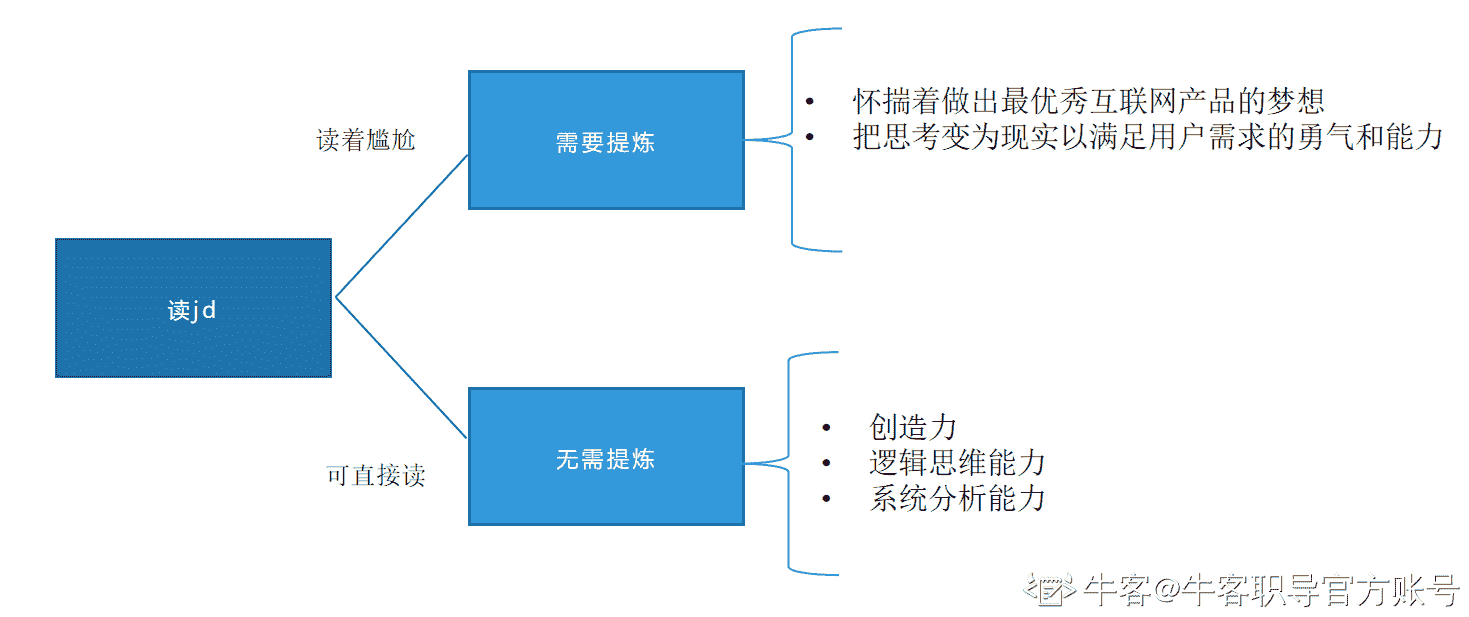 怀揣着做出最优秀互联网产品的梦想
把思考变为现实以满足用户需求的勇气和能力
读着尴尬
需要提炼
读jd
无需提炼
可直接读
创造力
逻辑思维能力
系统分析能力
牛客@牛客职导官方账号